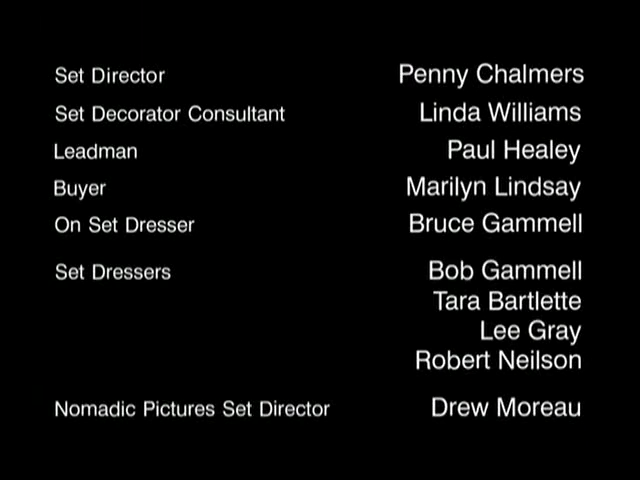 Set Director Penny Chalmers
Set Decorator Consultant Linda Williams
Leadman Paul Healey
Buyer Marilyn Lindsay
On Set Dresser Bruce Gammell
Set Dressers Bob Gammell
Tara Bartlette
Lee Gray
Robert Neilson
Nomadic Pictures Set Director Drew Moreau